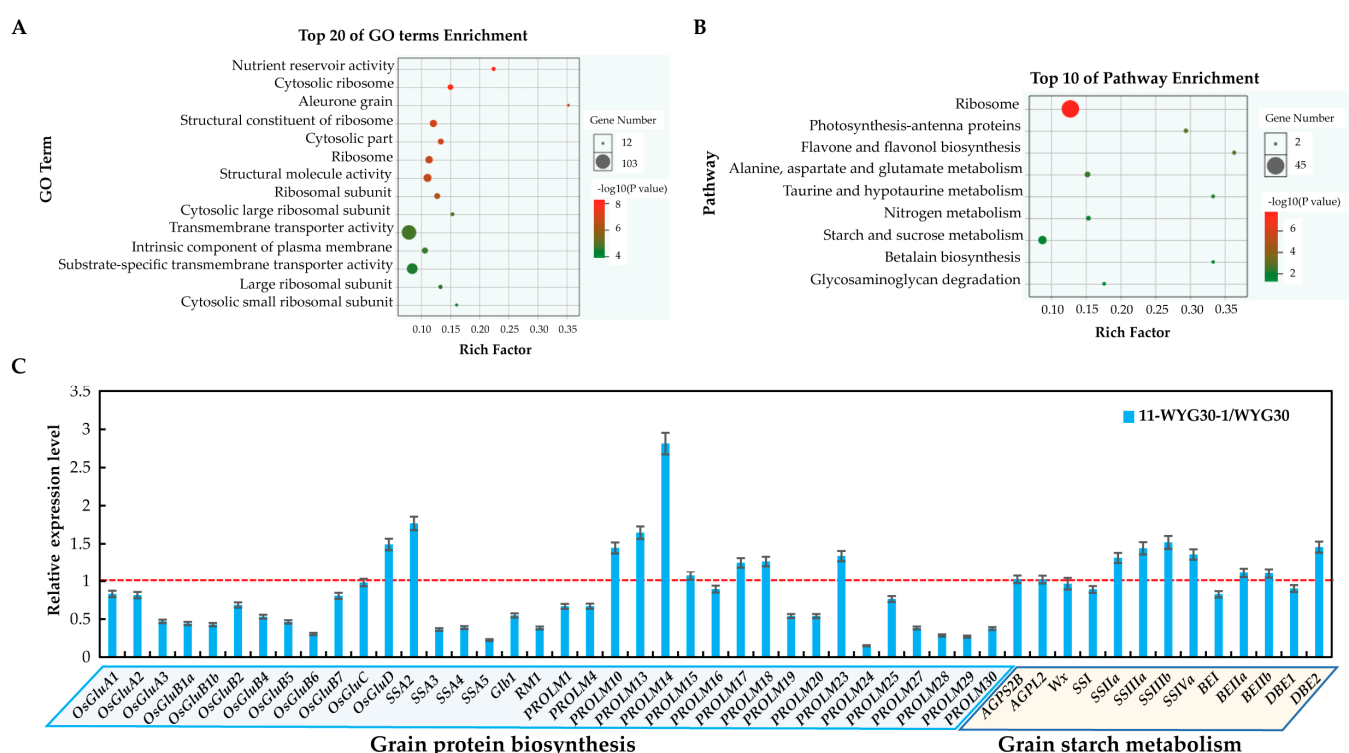 A
Top 20 of GO terms Enrichment
GO Term
Nutrient reservoir activity
Cytosolic ribosome
Aleurone grain
Structural constituent of ribosome
Cytosolic part
Ribosome
Structural molecule activity
Ribosomal subunit
Cytosolic large ribosomal subunit
Transmembrane transporter activity
Intrinsic component of plasma membrane
Substrate-specific transmembrane transporter activity
Large ribosomal subunit
Cytosolic small ribosomal subunit
0.10 0.15 0.20 0.25 0.30 0.35
Rich Factor
Gene Number
12
103
-log10(P value)
8
6
4
B
Top 10 of Pathway Enrichment
Pathway
Ribosome
Photosynthesis-antenna proteins
Flavone and flavonol biosynthesis
Alanine, aspartate and glutamate metabolism
Taurine and hypotaurine metabolism
Nitrogen metabolism
Starch and sucrose metabolism
Betalain biosynthesis
Glycosaminoglycan degradation
0.10 0.15 0.20 0.25 0.30 0.35
Rich Factor
Gene Number
2
45
-log10(P value)
6
4
2
C
Relative expression level
3.5
3
2.5
2
1.5
1
0.5
0
11-WYG30-1/WYG30
OsGluA1
OsGluA2
OsGluA3
OsGluB1a
OsGluB1b
OsGluB2
OsGluB4
OsGluB5
OsGluB6
OsGluB7
OsGluC
OsGluD
SSA2
SSA3
SSA4
SSA5
Glb1
RM1
PROLM1
PROLM4
PROLM10
PROLM13
PROLM14
PROLM15
PROLM16
PROLM17
PROLM18
PROLM19
PROLM20
PROLM23
PROLM24
PROLM25
PROLM27
PROLM28
PROLM29
PROLM30
AGPS2B
AGPL2
Wx
SSI
SSIIa
SSIIIa
SSIIIb
SSIVa
BEI
BEIIa
BEIIb
DBE1
DBE2
Grain protein biosynthesis
Grain starch metabolism